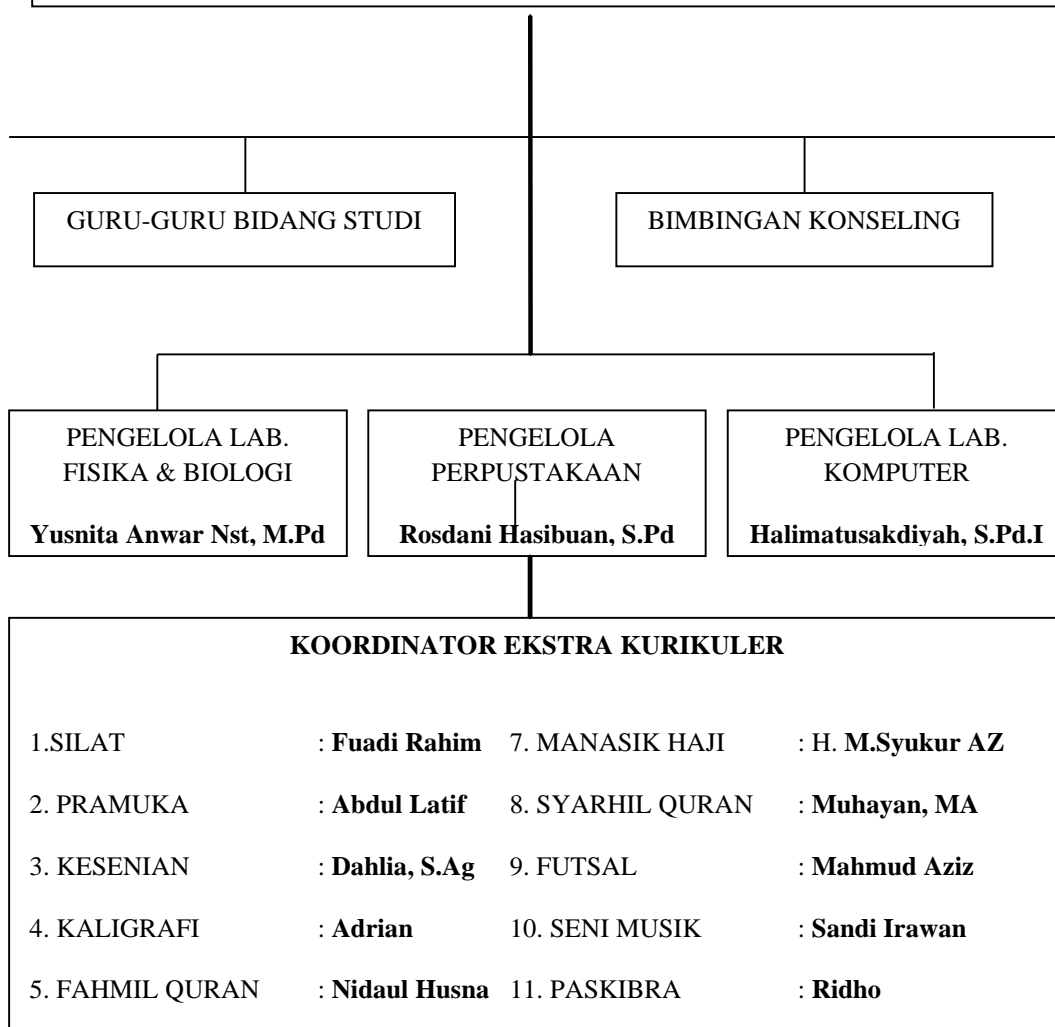 GURU-GURU BIDANG STUDI
BIMBINGAN KONSELING
PENGELOLA LAB.
FISIKA & BIOLOGI
Yusnita Anwar Nst, M.Pd
PENGELOLA
PERPUSTAKAAN
Rosdani Hasibuan, S.Pd
PENGELOLA LAB.
KOMPUTER
Halimatusakdiyah, S.Pd.I
KOORDINATOR EKSTRA KURIKULER
1.SILAT : Fuadi Rahim 7. MANASIK HAJI : H. M.Syukur AZ
2. PRAMUKA : Abdul Latif 8. SYARHIL QURAN : Muhayan, MA
3. KESENIAN : Dahlia, S.Ag 9. FUTSAL : Mahmud Aziz
4. KALIGRAFI : Adrian 10. SENI MUSIK : Sandi Irawan
5. FAHMIL QURAN : Nidaul Husna 11. PASKIBRA : Ridho